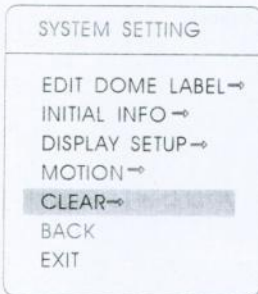 SYSTEM SETTING
EDIT DOME LABEL→
INITIAL INFO→
DISPLAY SETUP→
MOTION→
CLEAR→
BACK
EXIT